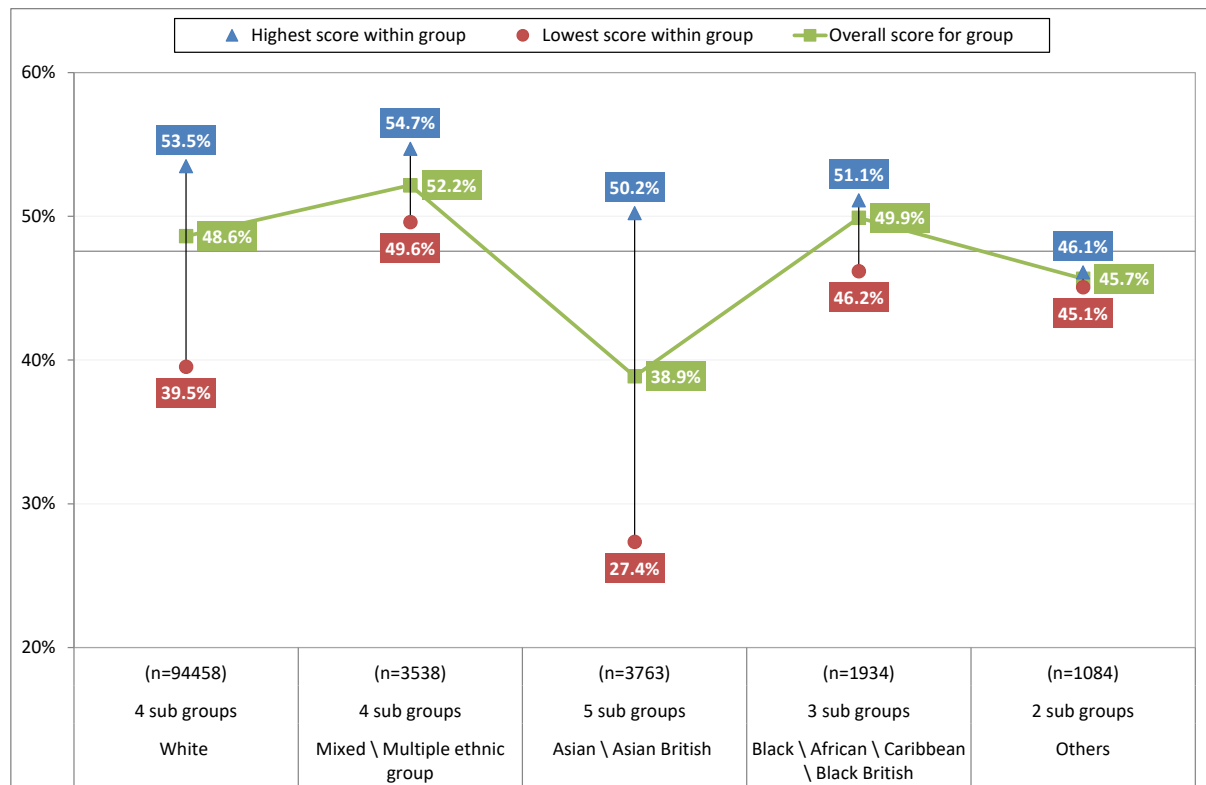 Highest score within group
Lowest score within group
Overall score for group
60%
50%
40%
30%
20%
53.5%
48.6%
39.5%
54.7%
52.2%
49.6%
50.2%
38.9%
27.4%
51.1%
49.9%
46.2%
46.1%
45.7%
45.1%
(n=94458)
4 sub groups
White
(n=3538)
4 sub groups
Mixed \ Multiple ethnic
group
(n=3763)
5 sub groups
Asian \ Asian British
(n=1934)
3 sub groups
Black \ African \ Caribbean
\ Black British
(n=1084)
2 sub groups
Others